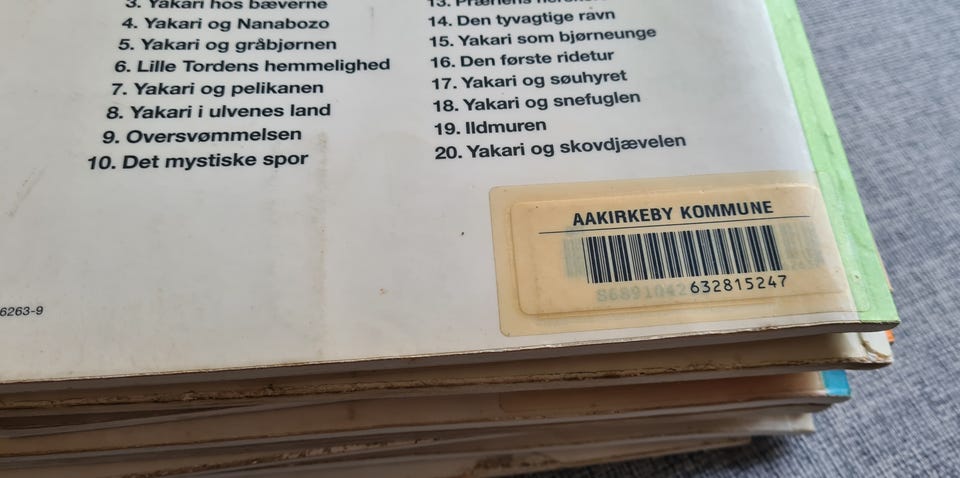 3. Yakari hos bæverne
4. Yakari og Nanabozo
5. Yakari og gråbjørnen
6. Lille Tordens hemmelighed
7. Yakari og pelikanen
8. Yakari i ulvenes land
9. Oversvømmelsen
10. Det mystiske spor
13. Præriens
14. Den tyvagtige ravn
15. Yakari som bjørneunge
16. Den første ridetur
17. Yakari og søuhyret
18. Yakari og snefuglen
19. Ildmuren
20. Yakari og skovdjævelen
AAKIRKEBY KOMMUNE
632815247
6263-9